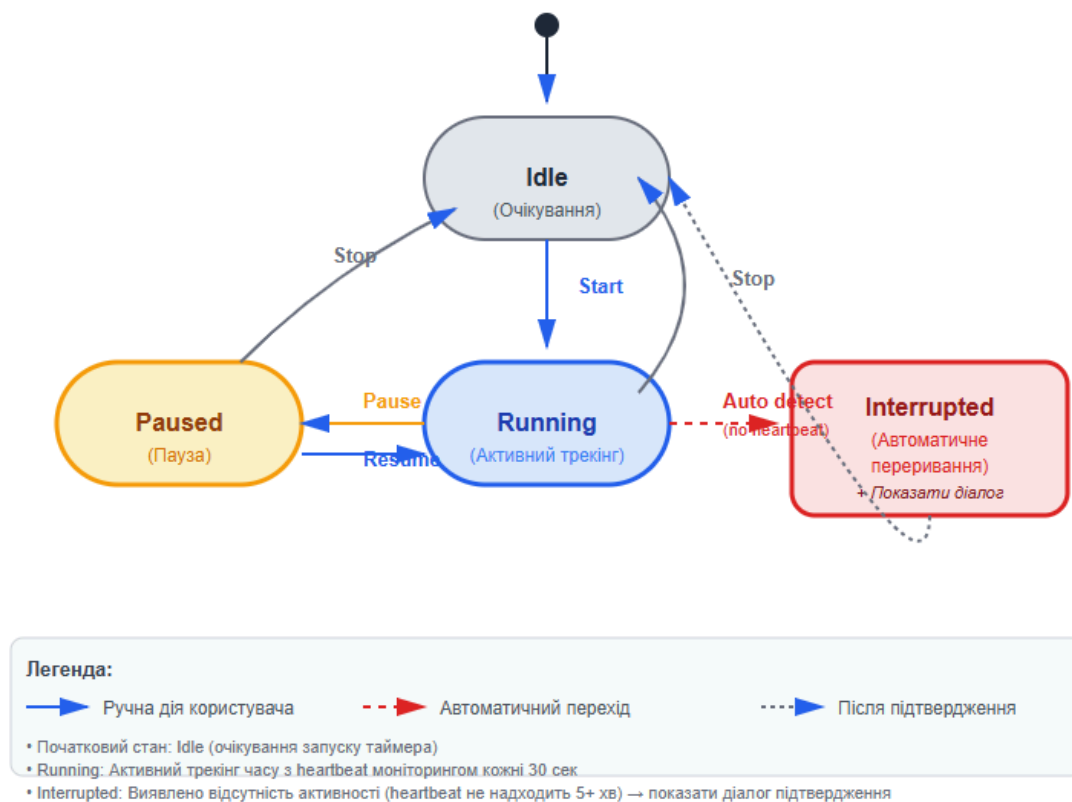 Idle
(Очікування)
Stop
Start
Stop
Paused
(Пауза)
Pause
Resume
Running
(Активний трекінг)
Auto detect
(no heartbeat)
Interrupted
(Автоматичне
переривання)
+ Показати діалог
Легенда:
Ручна дія користувача
Автоматичний перехід
Після підтвердження
• Початковий стан: Idle (очікування запуску таймера)
• Running: Активний трекінг часу з heartbeat моніторингом кожні 30 сек
• Interrupted: Виявлено відсутність активності (heartbeat не надходить 5+ хв) → показати діалог підтвердження